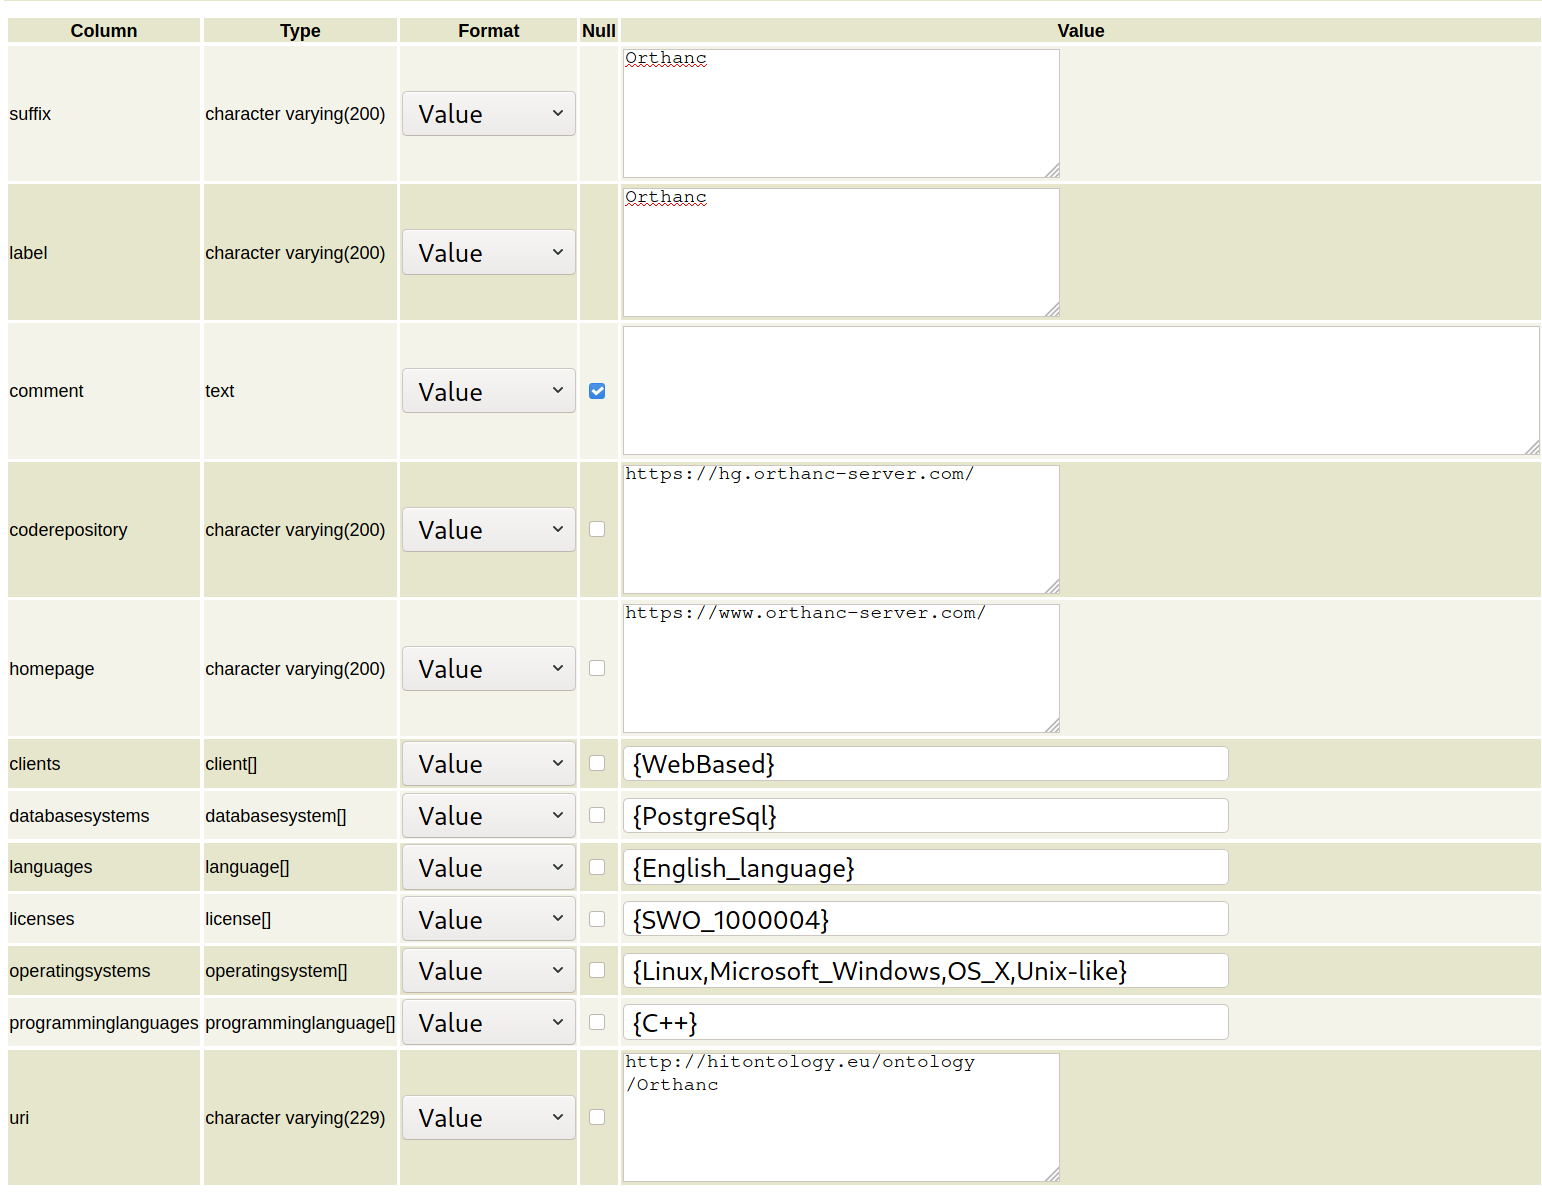 Column Type Format Null Value
suffix character varying(200) Value Orthanc
label character varying(200) Value Orthanc
comment text Value
coderepository character varying(200) Value https://hg.orthanc-server.com/
homepage character varying(200) Value https://www.orthanc-server.com/
clients client[] Value {WebBased}
databasesystems databasesystem[] Value {PostgreSql}
languages language[] Value {English_language}
licenses license[] Value {SWO_1000004}
operatingsystems operatingsystem[] Value {Linux,Microsoft_Windows,OS_X,Unix-like}
programminglanguages programminglanguage[] Value {C++}
uri character varying(229) Value http://hitontology.eu/ontology
/Orthanc